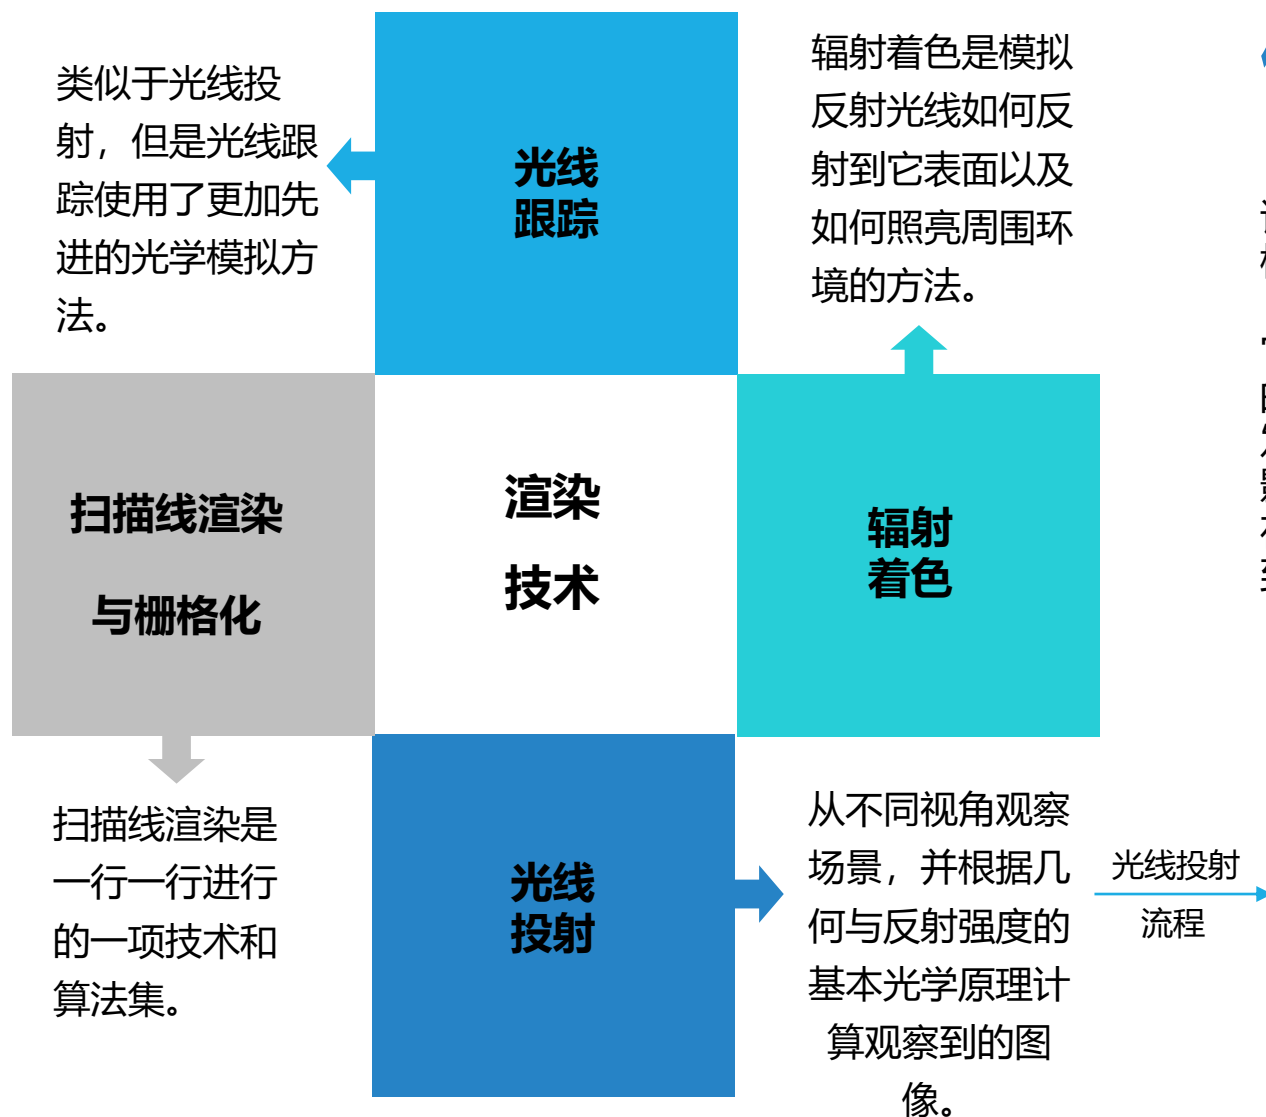 类似于光线投
射，但是光线跟
踪使用了更加先
进的光学模拟方
法。
光线
跟踪
辐射着色是模拟
反射光线如何反
射到它表面以及
如何照亮周围环
境的方法。
扫描线渲染
与栅格化
渲染
技术
辐射
着色
扫描线渲染是
一行一行进行
的一项技术和
算法集。
光线
投射
从不同视角观察
场景，并根据几
何与反射强度的
基本光学原理计
算观察到的图
像。
光线投射
流程